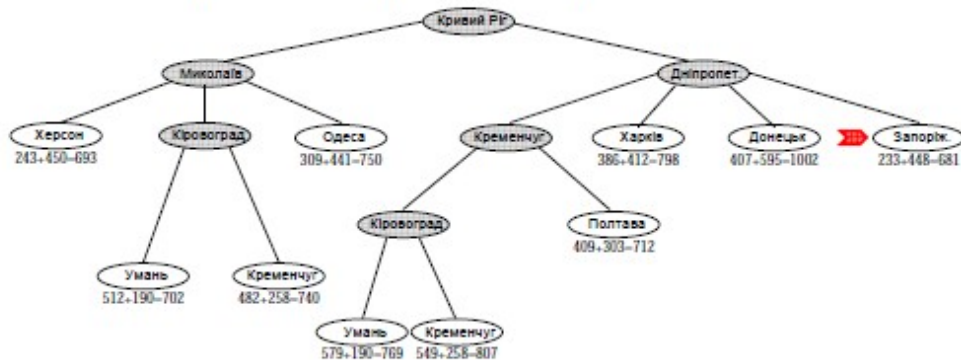 Кривий Ріг
Миколаїв
Дніпропет.
Херсон
243+450–693
Кіровоград
Одеса
309+441–750
Кременчуг
Харків
386+412–798
Донецьк
407+595–1002
Запоріж.
233+448–681
Кіровоград
Полтава
409+303–712
Умань
512+190–702
Кременчуг
482+258–740
Умань
579+190–769
Кременчуг
549+258–807